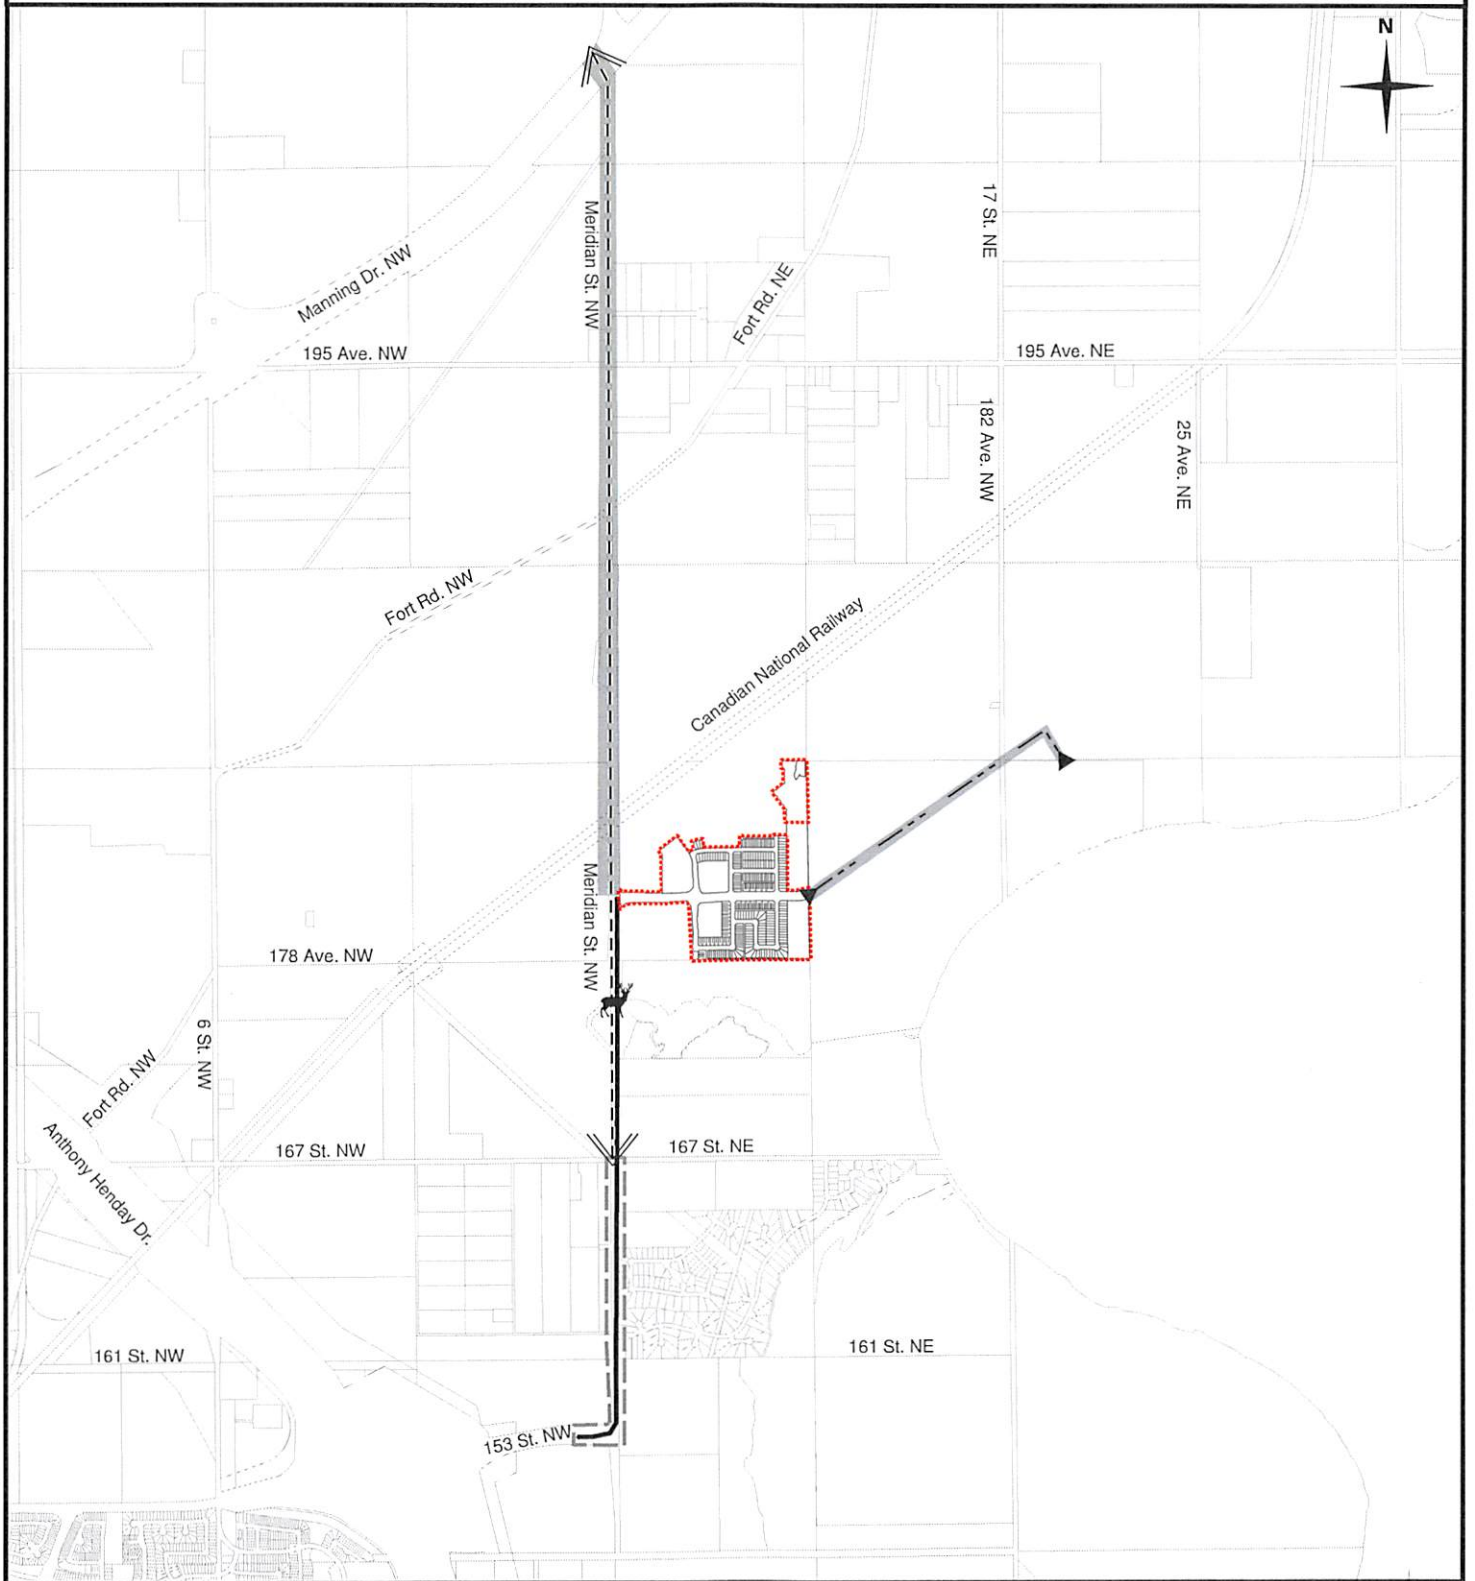 N
Meridian St. NW
17 St. NE
Manning Dr. NW
Fort Rd. NE
195 Ave. NW
195 Ave. NE
182 Ave. NW
25 Ave. NE
Fort Rd. NW
Canadian National Railway
Meridian St. NW
178 Ave. NW
6 St. NW
Fort Rd. NW
Anthony Henday Dr.
167 St. NW
167 St. NE
161 St. NW
161 St. NE
153 St. NW